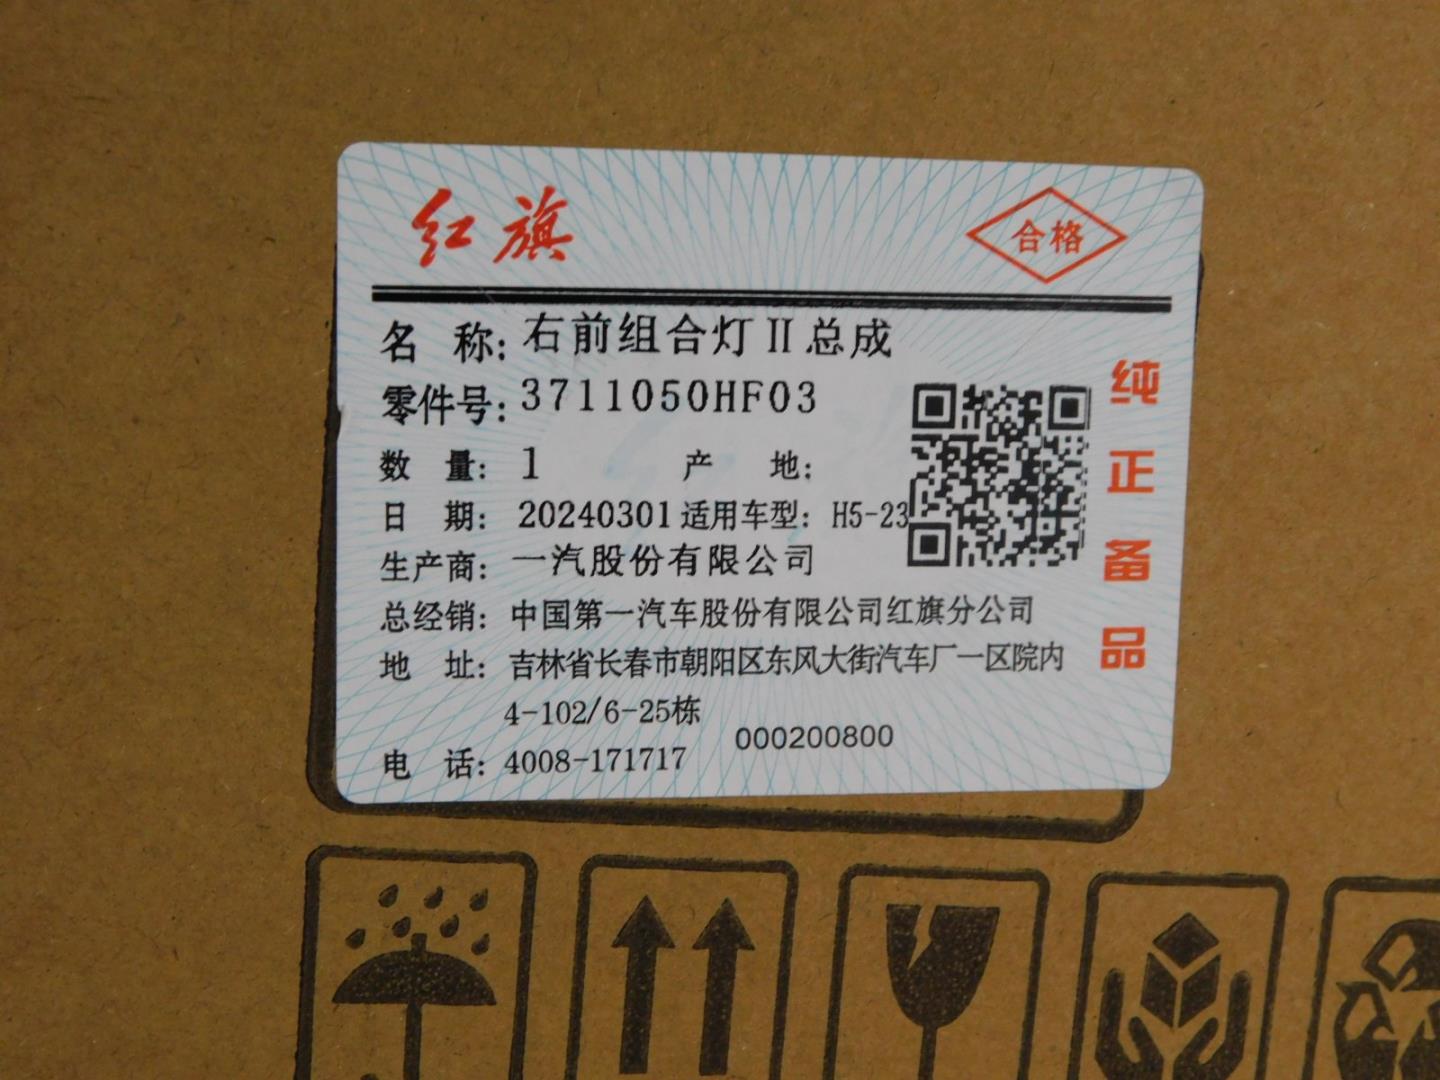 红旗
合格
名 称: 右前组合灯 II 总成
零件号: 3711050HF03
数 量: 1 产 地:
日 期: 20240301 适用车型: H5-23
生产商: 一汽股份有限公司
总经销: 中国第一汽车股份有限公司红旗分公司
地 址: 吉林省长春市朝阳区东风大街汽车厂一区院内
4-102/6-25栋
000200800
电 话: 4008-171717
纯正备品